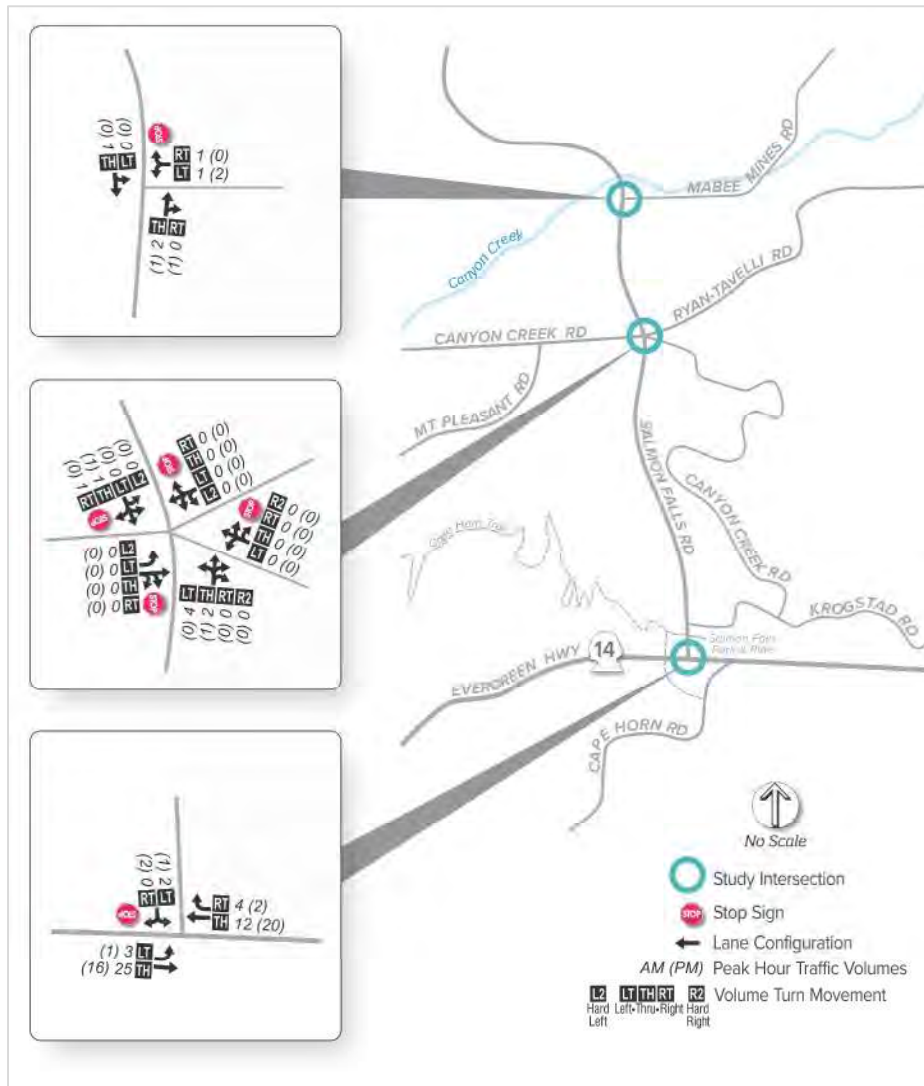 (0) 1
(0) 0
TH LT
STOP
RT 1 (0)
LT 1 (2)
TH RT
(1) 2
(1) 0
MABEE MINES RD
Canyon Creek
RYAN-TAVELLI RD
CANYON CREEK RD
MT PLEASANT RD
SALMON FALLS RD
CANYON CREEK RD
KROGSTAD RD
Cape Horn Trail
14
EVERGREEN HWY
CAPE HORN RD
(0) 1
(1) 1
(0) 0
(0) 0
RT TH LT L2
STOP
STOP
RT 0 (0)
TH 0 (0)
LT 0 (0)
L2 0 (0)
STOP
R2 0 (0)
RT 0 (0)
TH 0 (0)
LT 0 (0)
(0) 0 L2
(0) 0 LT
(0) 0 TH
(0) 0 RT
STOP
LT TH RT R2
(0) 4
(1) 2
(0) 0
(0) 0
(2) 0
(1) 2
RT LT
STOP
RT 4 (2)
TH 12 (20)
(1) 3 LT
(16) 25 TH
No Scale
Study Intersection
STOP Stop Sign
Lane Configuration
AM (PM) Peak Hour Traffic Volumes
L2 LT TH RT R2 Volume Turn Movement
Hard Left Left•Thru•Right Hard Right